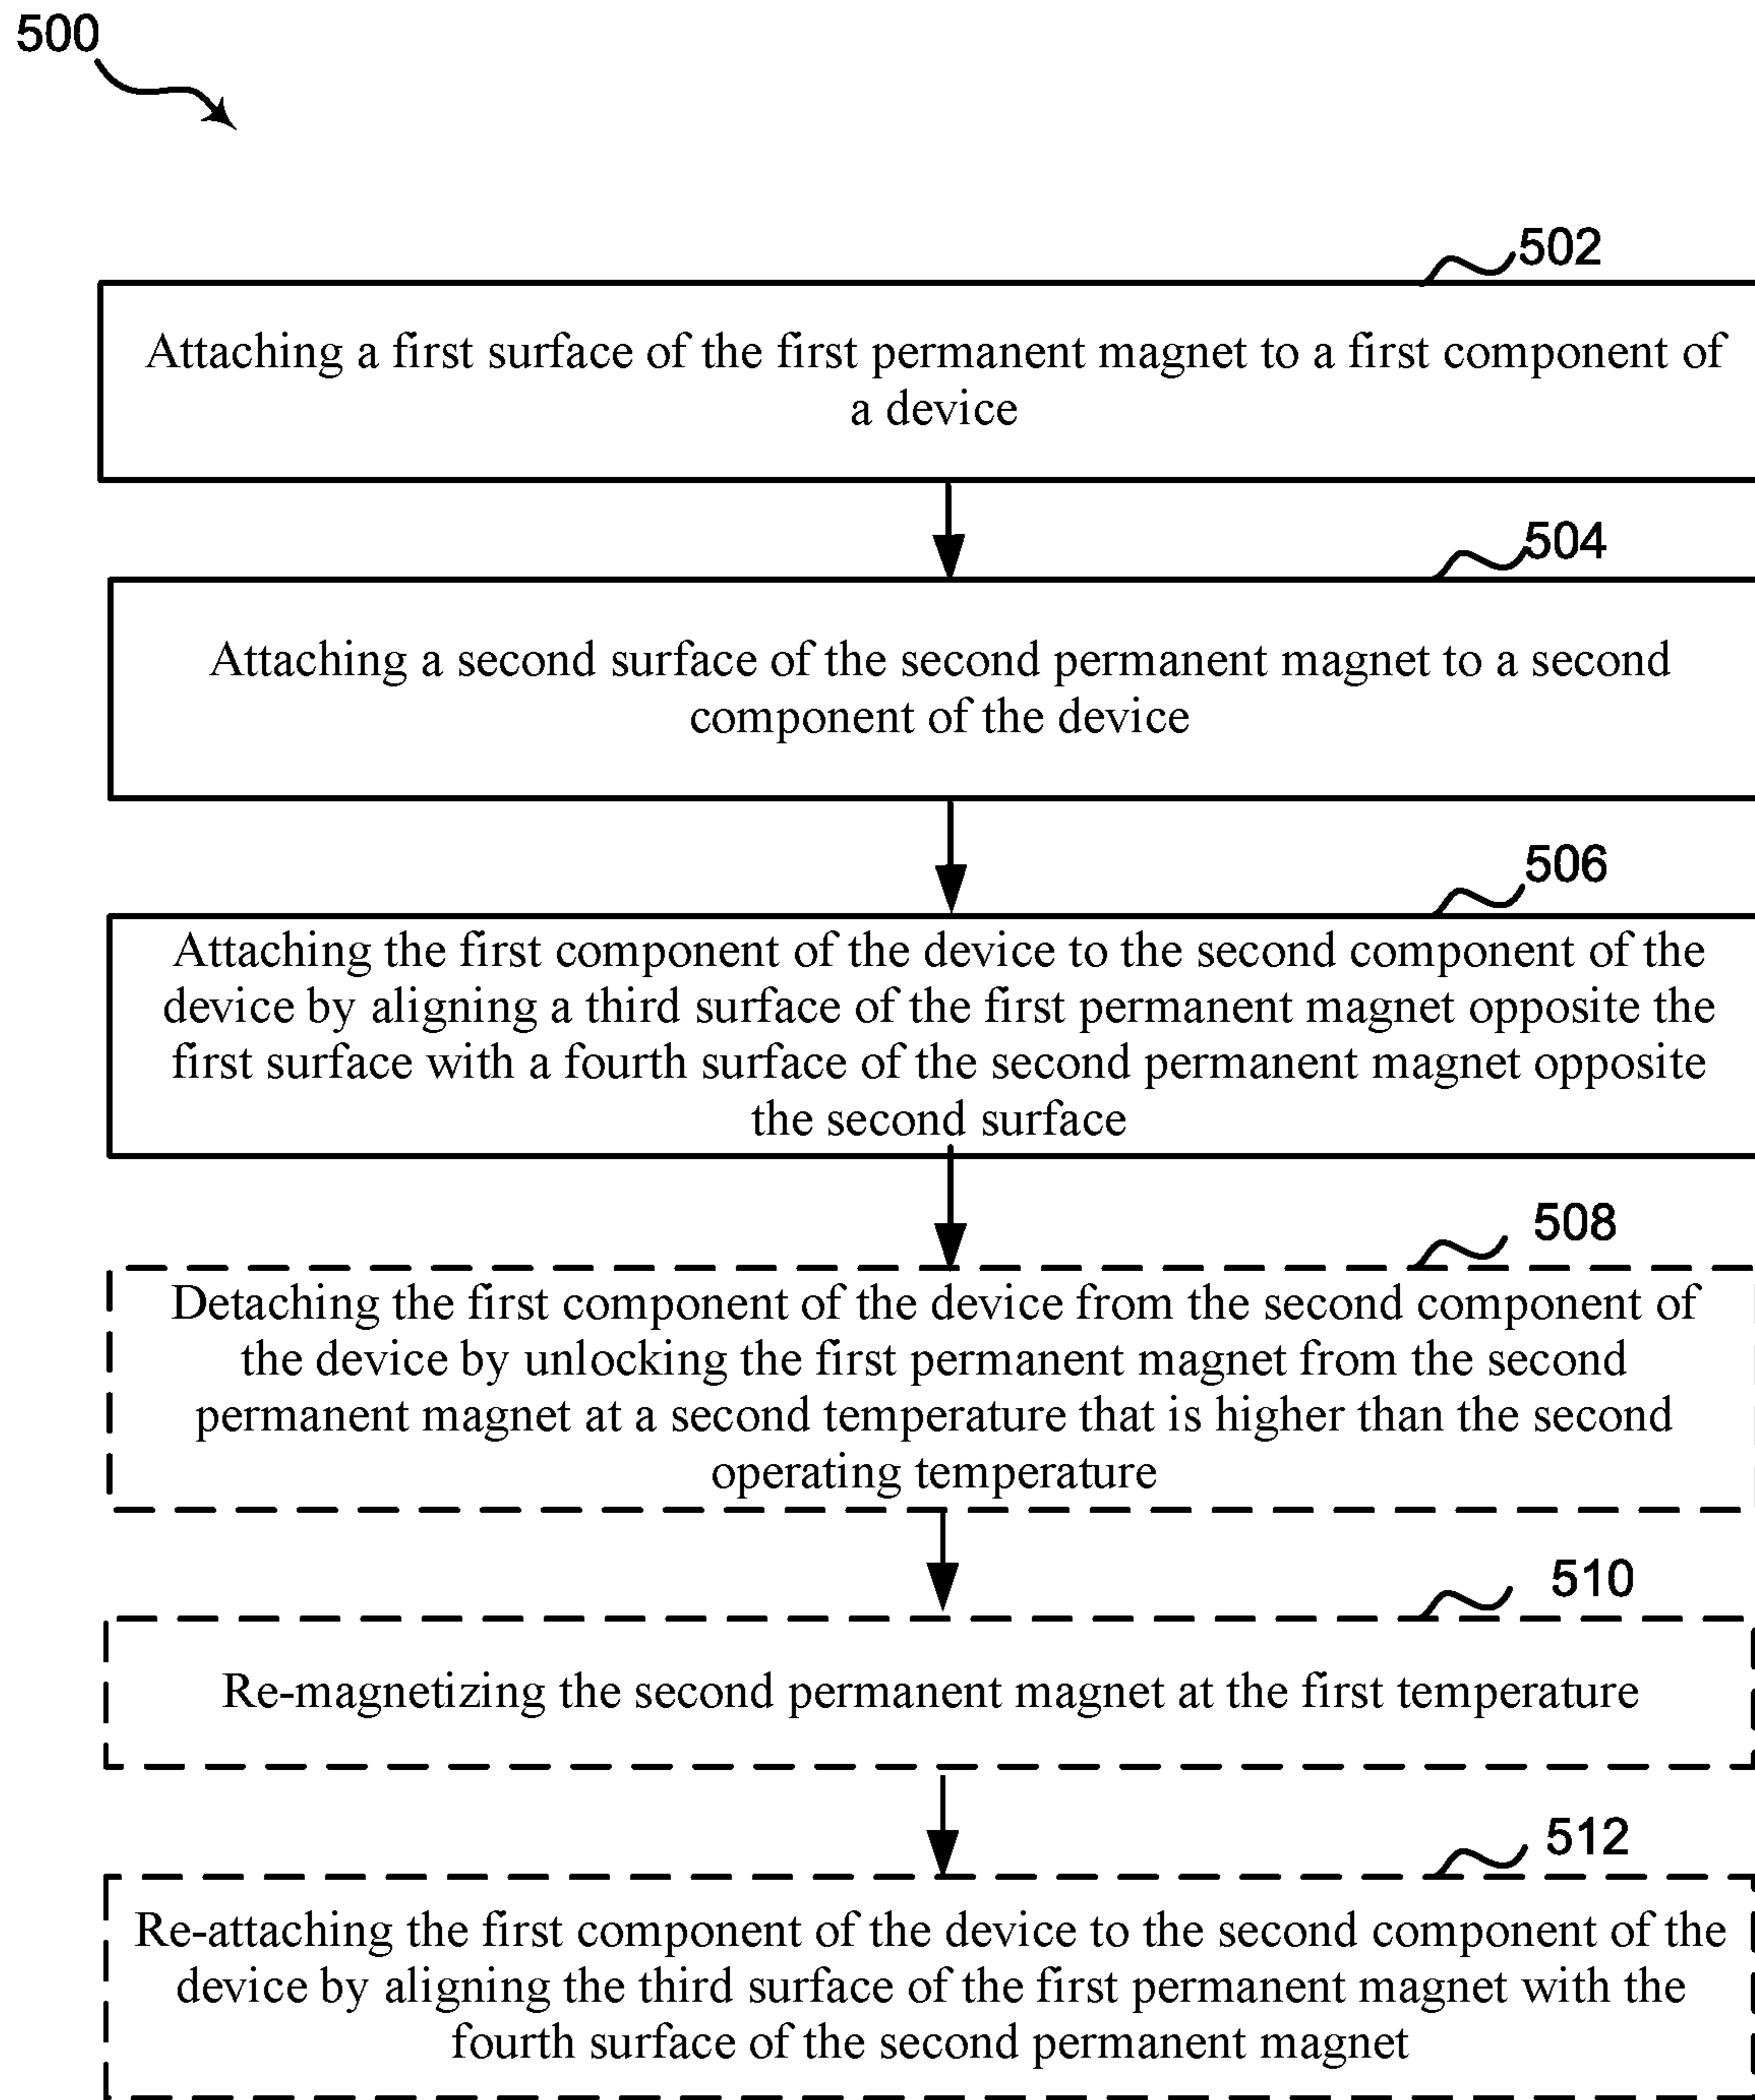 500
502
Attaching a first surface of the first permanent magnet to a first component of
a device
504
Attaching a second surface of the second permanent magnet to a second
component of the device
506
Attaching the first component of the device to the second component of the
device by aligning a third surface of the first permanent magnet opposite the
first surface with a fourth surface of the second permanent magnet opposite
the second surface
508
Detaching the first component of the device from the second component of
the device by unlocking the first permanent magnet from the second
permanent magnet at a second temperature that is higher than the second
operating temperature
510
Re-magnetizing the second permanent magnet at the first temperature
512
Re-attaching the first component of the device to the second component of the
device by aligning the third surface of the first permanent magnet with the
fourth surface of the second permanent magnet